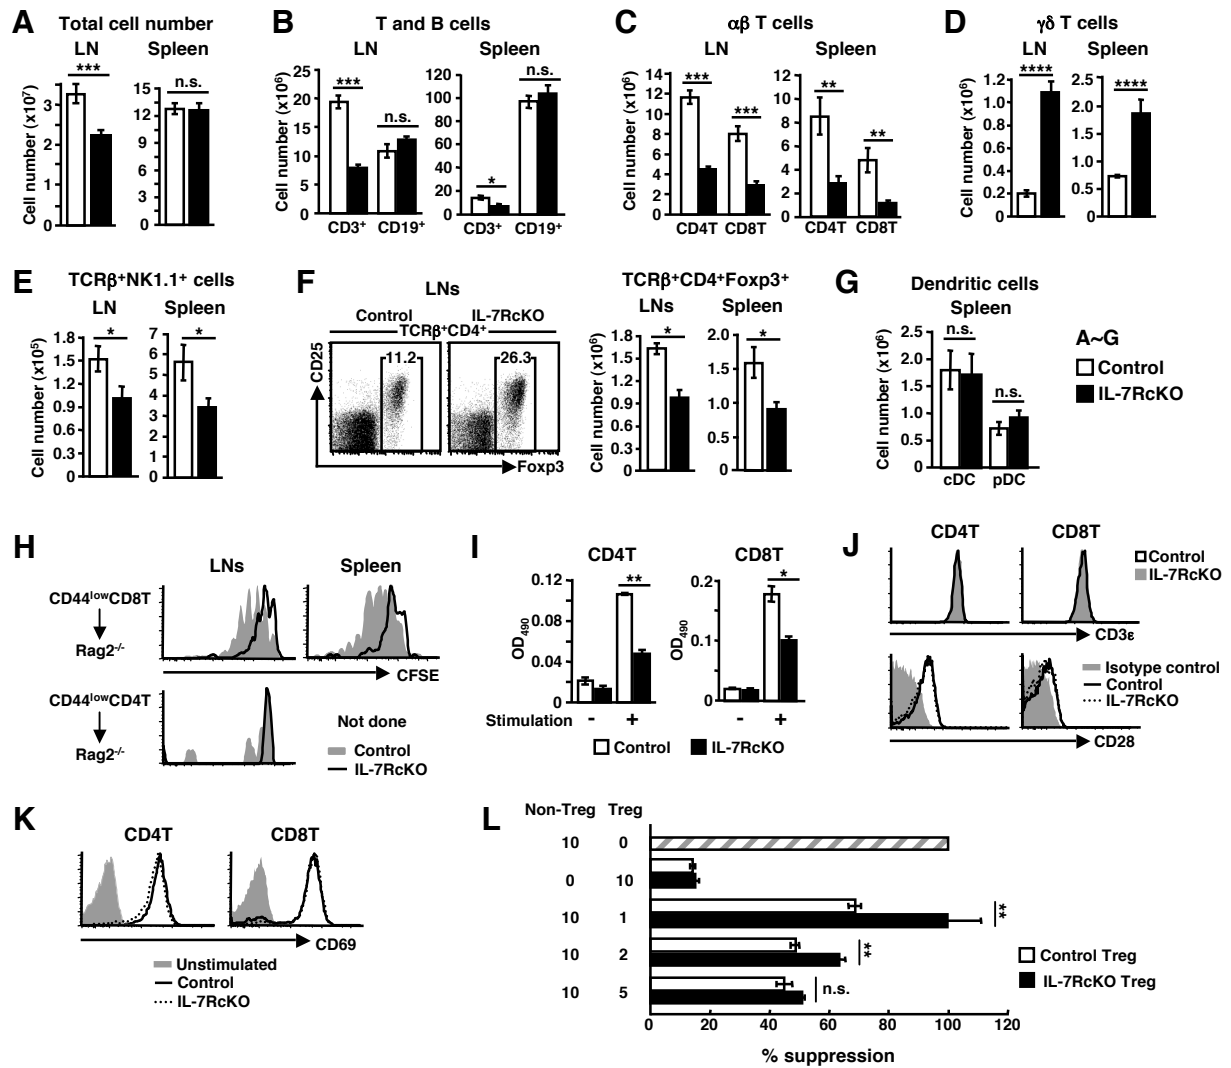 A
Total cell number
LN
Spleen
Cell number (x10⁷)
3
2
1
0
***
15
12
9
6
3
0
n.s.
B
T and B cells
LN
Spleen
Cell number (x10⁶)
25
20
15
10
5
0
***
n.s.
CD3⁺
CD19⁺
120
100
80
60
40
20
0
*
n.s.
CD3⁺
CD19⁺
C
αβ T cells
LN
Spleen
Cell number (x10⁶)
14
12
10
8
6
4
2
0
***
***
CD4T
CD8T
12
10
8
6
4
2
0
**
**
CD4T
CD8T
D
γδ T cells
LN
Spleen
Cell number (x10⁶)
1.2
1.0
0.8
0.6
0.4
0.2
0
****
2.5
2.0
1.5
1.0
0.5
0
****
E
TCRβ⁺NK1.1⁺ cells
LN
Spleen
Cell number (x10⁵)
1.8
1.5
1.2
0.9
0.6
0.3
0
*
7
6
5
4
3
2
1
0
*
F
LNs
Control
IL-7RcKO
TCRβ⁺CD4⁺
CD25
11.2
26.3
Foxp3
TCRβ⁺CD4⁺Foxp3⁺
LNs
Spleen
Cell number (x10⁶)
1.8
1.5
1.2
0.9
0.6
0.3
0
*
2.0
1.5
1.0
0.5
0
*
G
Dendritic cells
Spleen
Cell number (x10⁶)
2.5
2.0
1.5
1.0
0.5
0
n.s.
n.s.
cDC
pDC
A~G
Control
IL-7RcKO
H
LNs
Spleen
CD44ˡᵒʷCD8T
Rag2⁻/⁻
CFSE
CD44ˡᵒʷCD4T
Rag2⁻/⁻
Not done
Control
IL-7RcKO
I
CD4T
CD8T
OD₄₉₀
0.12
0.08
0.04
0
**
OD₄₉₀
0.2
0.1
0
*
Stimulation
-
+
-
+
Control
IL-7RcKO
J
CD4T
CD8T
Control
IL-7RcKO
CD3ε
Isotype control
Control
IL-7RcKO
CD28
K
CD4T
CD8T
CD69
Unstimulated
Control
IL-7RcKO
L
Non-Treg
Treg
10
0
0
10
10
1
**
10
2
**
10
5
n.s.
Control Treg
IL-7RcKO Treg
0
20
40
60
80
100
120
% suppression